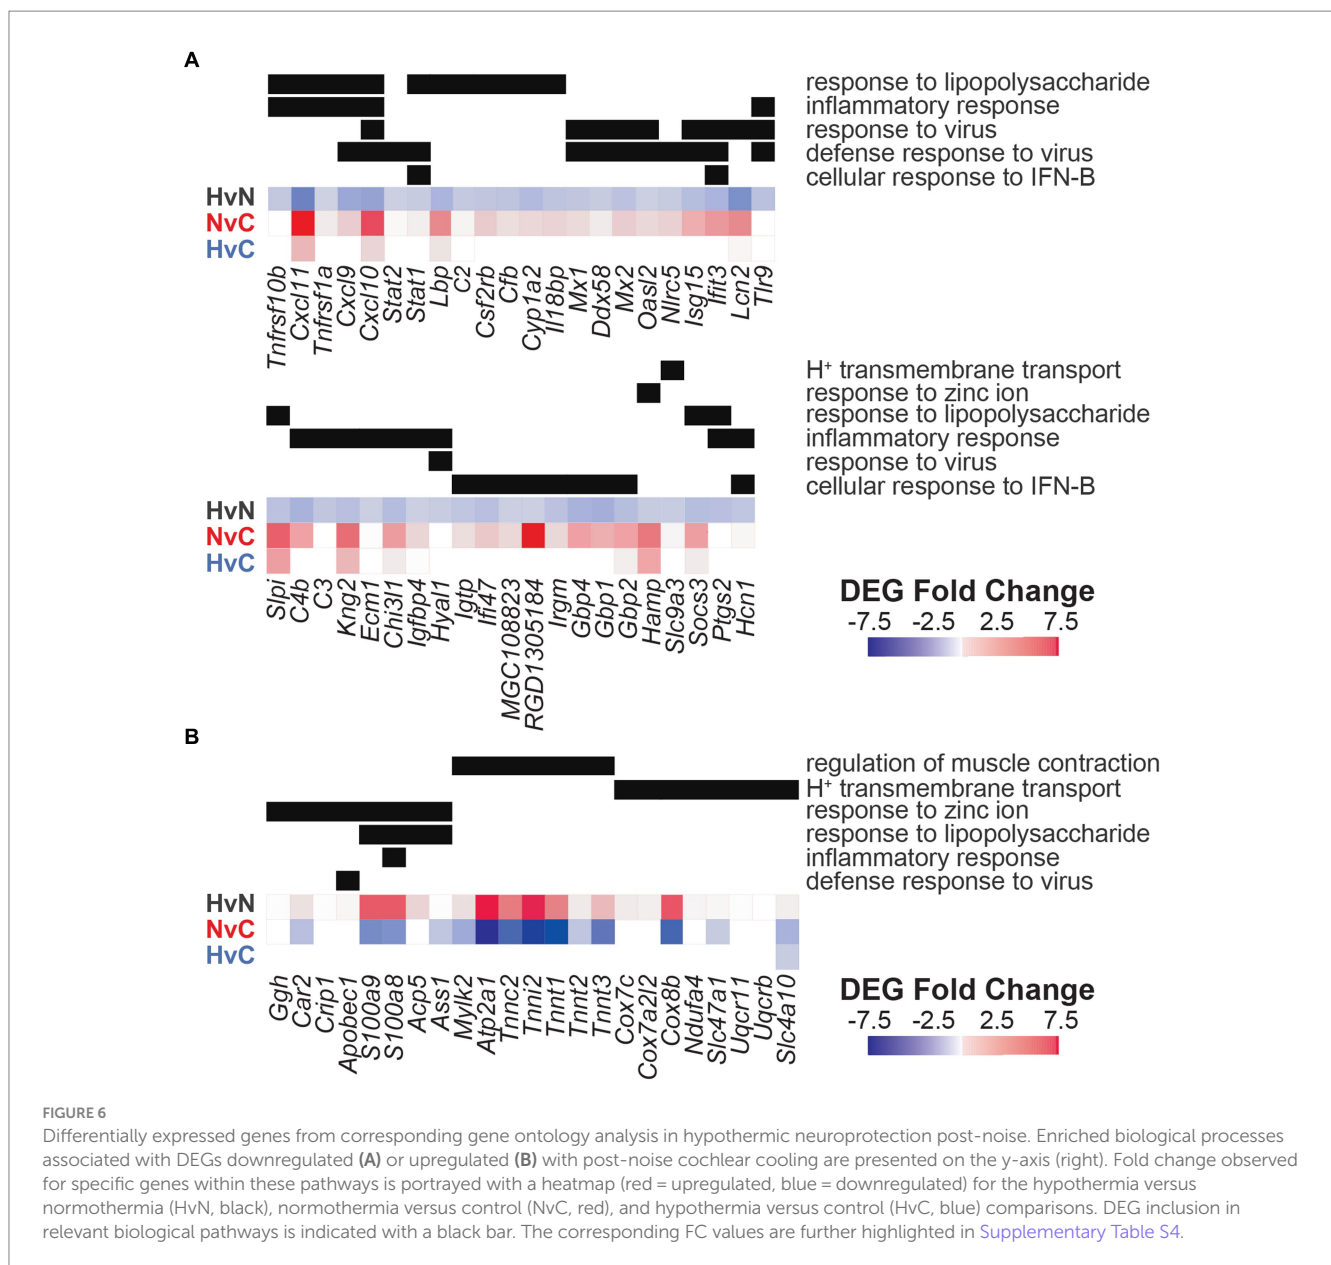 A
response to lipopolysaccharide
inflammatory response
response to virus
defense response to virus
cellular response to IFN-B
HvN
NvC
HvC
Tnfrsf10b
Cxcl11
Tnfrsf1a
Cxcl9
Cxcl10
Stat2
Stat1
Lbp
C2
Csf2rb
Cfb
Cyp1a2
Il18bp
Mx1
Ddx58
Mx2
Oasl2
Nlrc5
Isg15
Ifit3
Lcn2
Tlr9
H+ transmembrane transport
response to zinc ion
response to lipopolysaccharide
inflammatory response
response to virus
cellular response to IFN-B
HvN
NvC
HvC
Slpi
C4b
C3
Kng2
Ecm1
Chi3l1
Igfbp4
Hyal1
Igtp
Ifi47
MGC108823
RGD1305184
Irgm
Gbp4
Gbp1
Gbp2
Hamp
Slc9a3
Socs3
Ptgs2
Hcn1
DEG Fold Change
-7.5 -2.5 2.5 7.5
B
regulation of muscle contraction
H+ transmembrane transport
response to zinc ion
response to lipopolysaccharide
inflammatory response
defense response to virus
HvN
NvC
HvC
Ggh
Car2
Cnip1
Apobec1
S100a9
S100a8
Acp5
Ass1
Mylk2
Atp2a1
Tnnc2
Tnni2
Tnnt1
Tnnt2
Tnnt3
Cox7c
Cox7a2l2
Cox8b
Ndufa4
Slc47a1
Uqcr11
Uqcrb
Slc4a10
DEG Fold Change
-7.5 -2.5 2.5 7.5
FIGURE 6
Differentially expressed genes from corresponding gene ontology analysis in hypothermic neuroprotection post-noise. Enriched biological processes
associated with DEGs downregulated (A) or upregulated (B) with post-noise cochlear cooling are presented on the y-axis (right). Fold change observed
for specific genes within these pathways is portrayed with a heatmap (red = upregulated, blue = downregulated) for the hypothermia versus
normothermia (HvN, black), normothermia versus control (NvC, red), and hypothermia versus control (HvC, blue) comparisons. DEG inclusion in
relevant biological pathways is indicated with a black bar. The corresponding FC values are further highlighted in Supplementary Table S4.